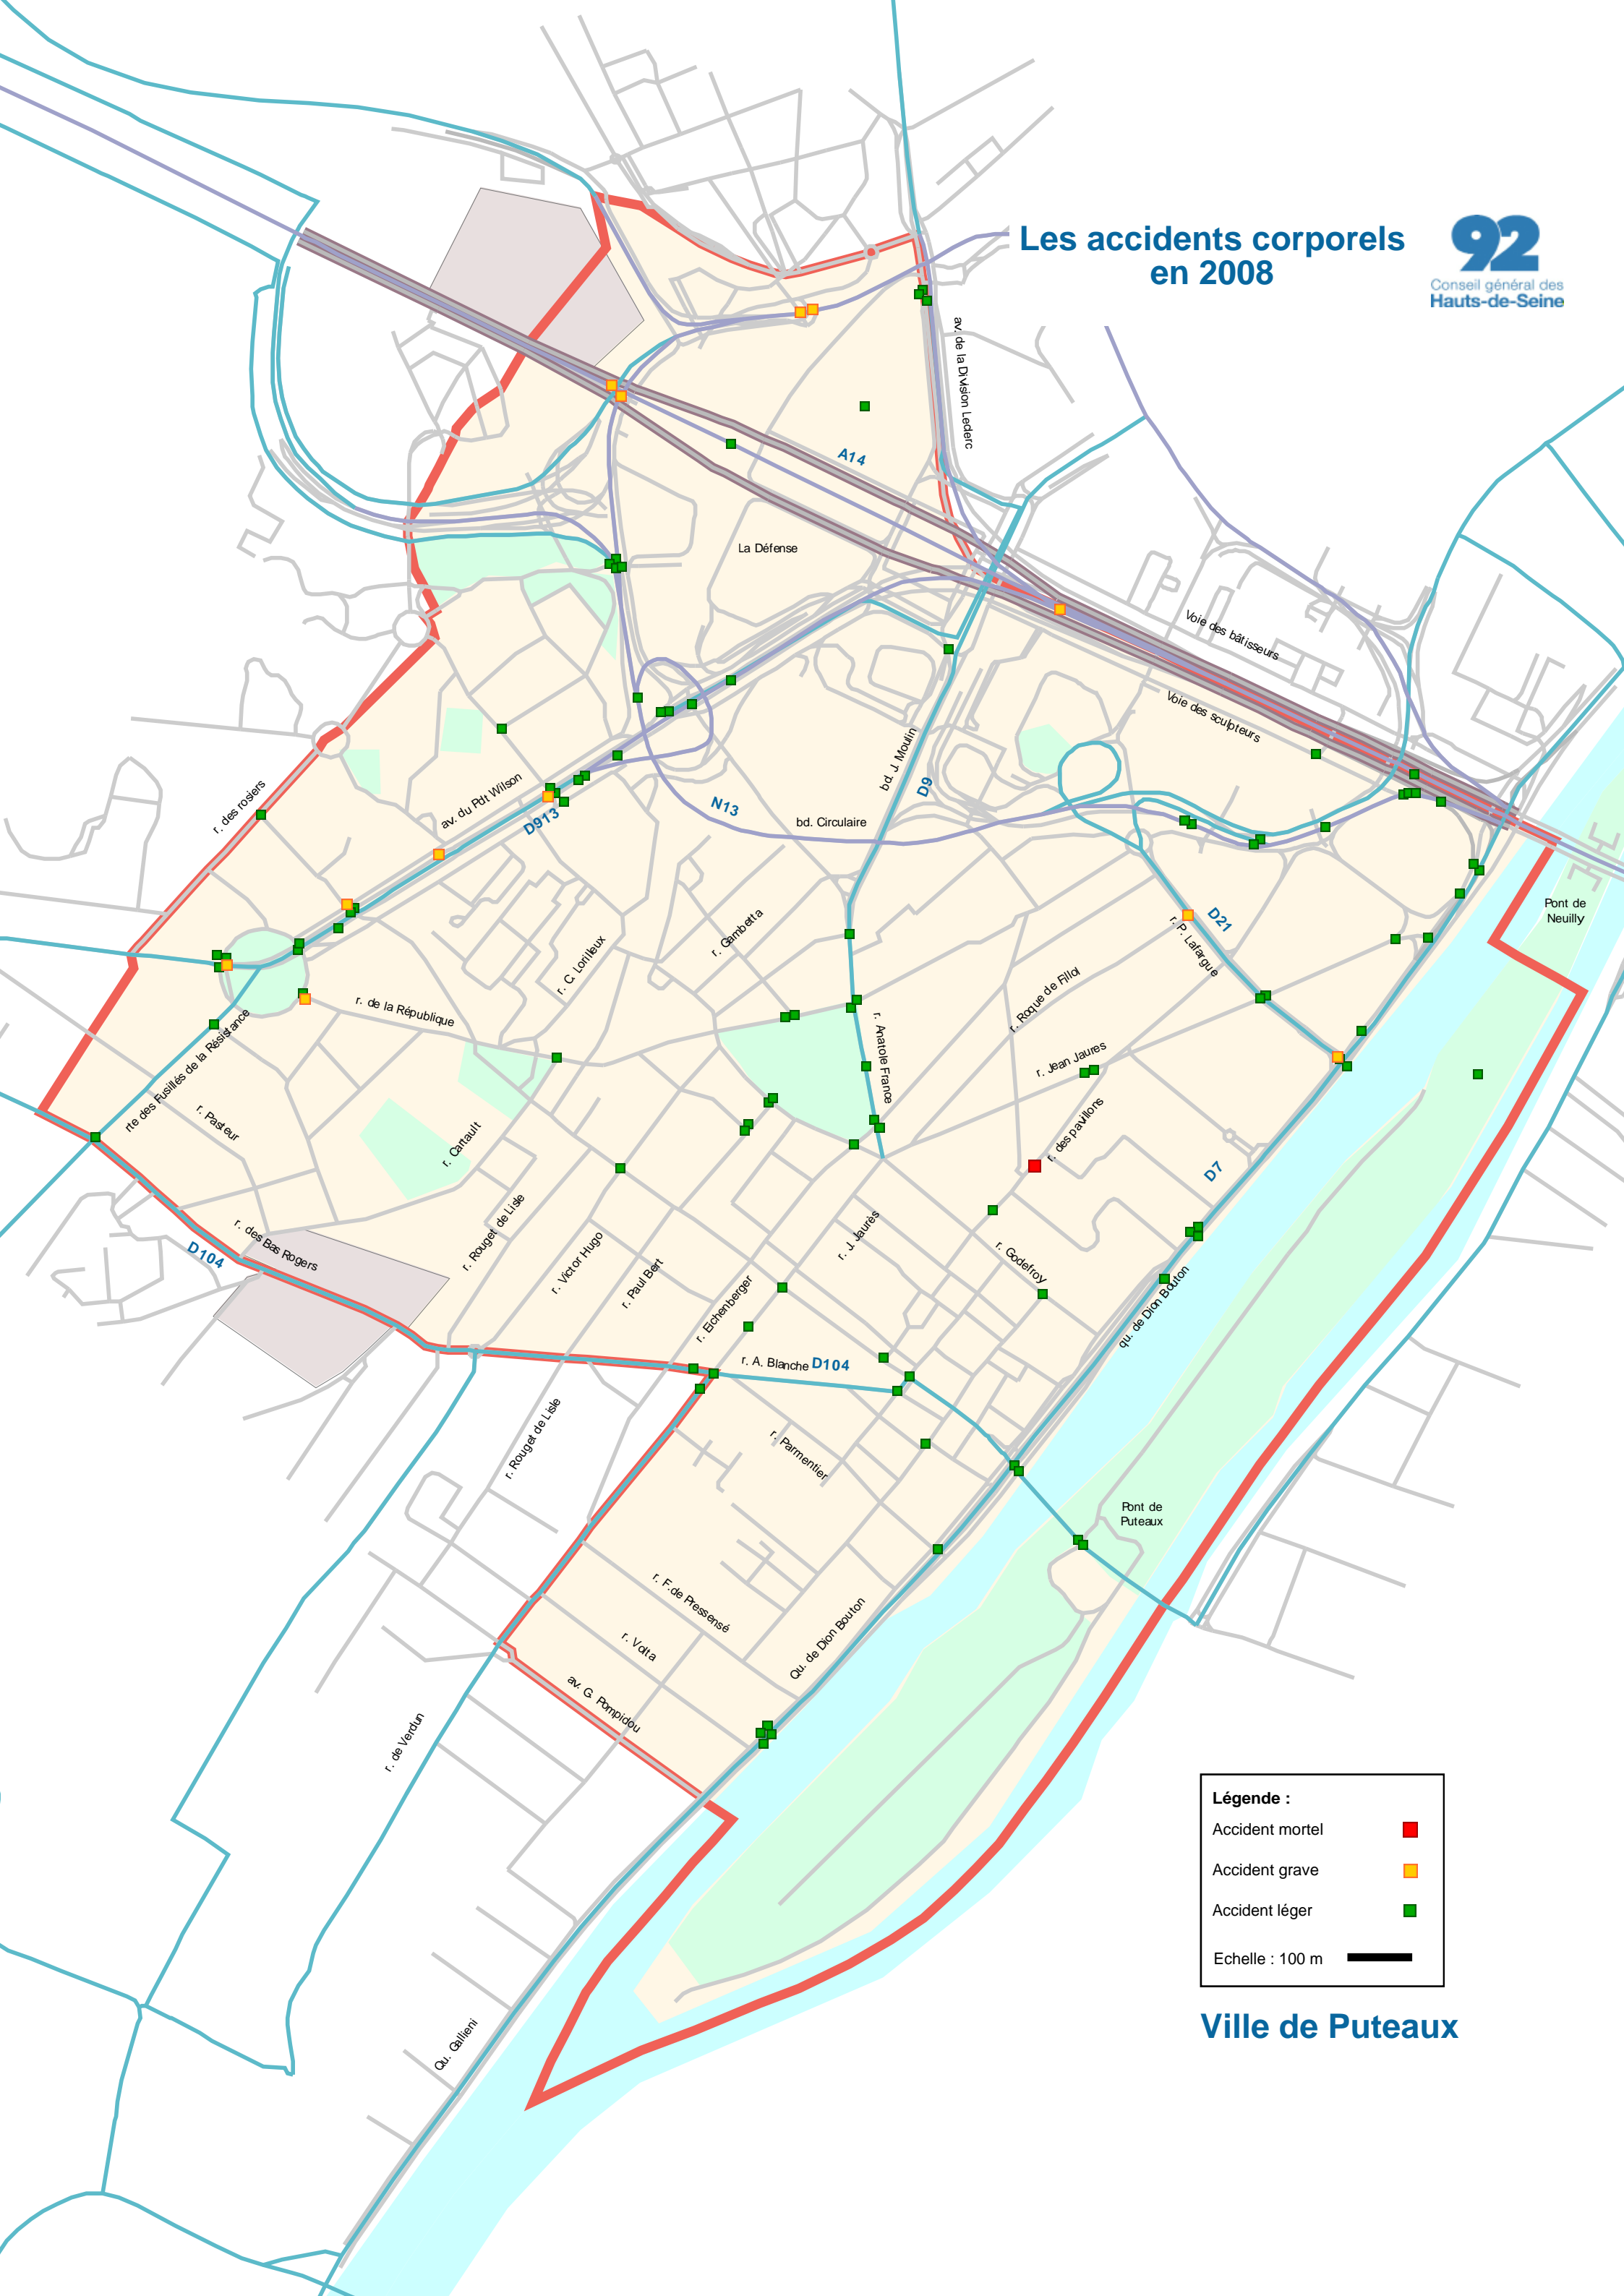 Les accidents corporels
en 2008
92
Conseil général des
Hauts-de-Seine
av. de la Division Leclerc
A14
La Défense
Voie des bâtisseurs
Voie des sculpteurs
bd. J. Moulin
D9
r. des rosiers
av. du Pdt Wilson
D913
N13
bd. Circulaire
Pont de
Neuilly
D21
r. P. Lafargue
r. Gambetta
r. C. Lorilleux
r. Roque de Fillol
r. de la République
r. Anatole France
rte des Fusillés de la Résistance
r. Jean Jaures
r. Pasteur
r. Cartault
r. des pavillons
D7
r. des Bas Rogers
D104
r. Rouget de Lisle
r. Victor Hugo
r. Paul Bert
r. J. Jaurès
r. Godefroy
r. Eichenberger
qu. de Dion Bouton
r. A. Blanche
D104
r. Rouget de Lisle
r. Parmentier
Pont de
Puteaux
r. F.de Pressensé
Qu. de Dion Bouton
r. Volta
av. G. Pompidou
r. de Verdun
Qu. Gallieni
Légende :
Accident mortel
Accident grave
Accident léger
Echelle : 100 m
Ville de Puteaux